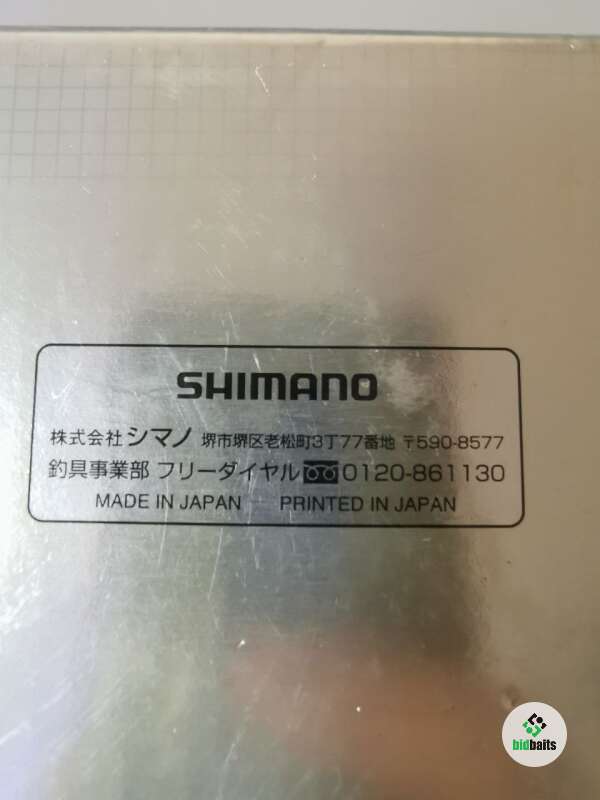 SHIMANO
株式会社 シマノ 堺市堺区老松町3丁77番地 〒590-8577
釣具事業部 フリーダイヤル 0120-861130
MADE IN JAPAN PRINTED IN JAPAN
bidbaits